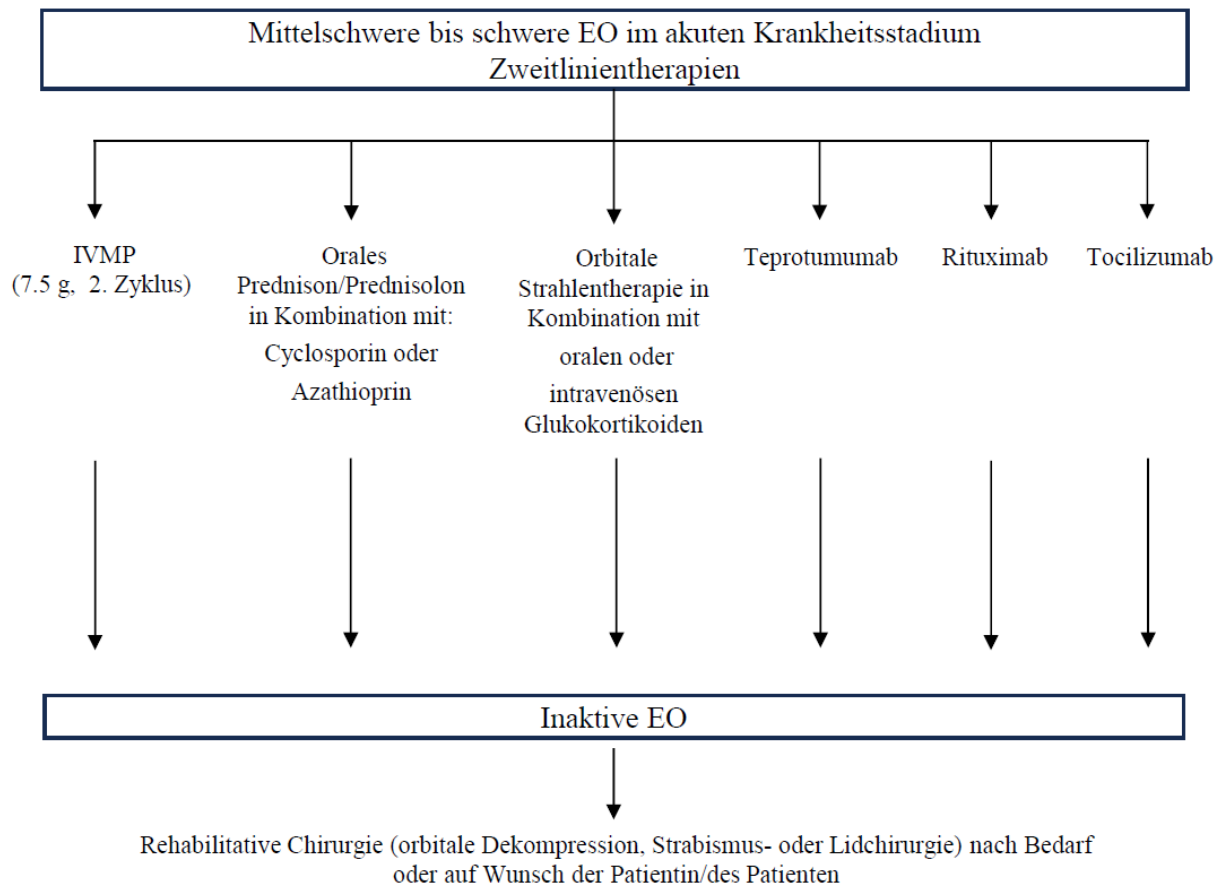 Mittelschwere bis schwere EO im akuten Krankheitsstadium
Zweitlinientherapien
IVMP
(7.5 g, 2. Zyklus)
Orales
Prednison/Prednisolon
in Kombination mit:
Cyclosporin oder
Azathioprin
Orbitale
Strahlentherapie in
Kombination mit
oralen oder
intravenösen
Glukokortikoiden
Teprotumumab
Rituximab
Tocilizumab
Inaktive EO
Rehabilitative Chirurgie (orbitale Dekompression, Strabismus- oder Lidchirurgie) nach Bedarf
oder auf Wunsch der Patientin/des Patienten